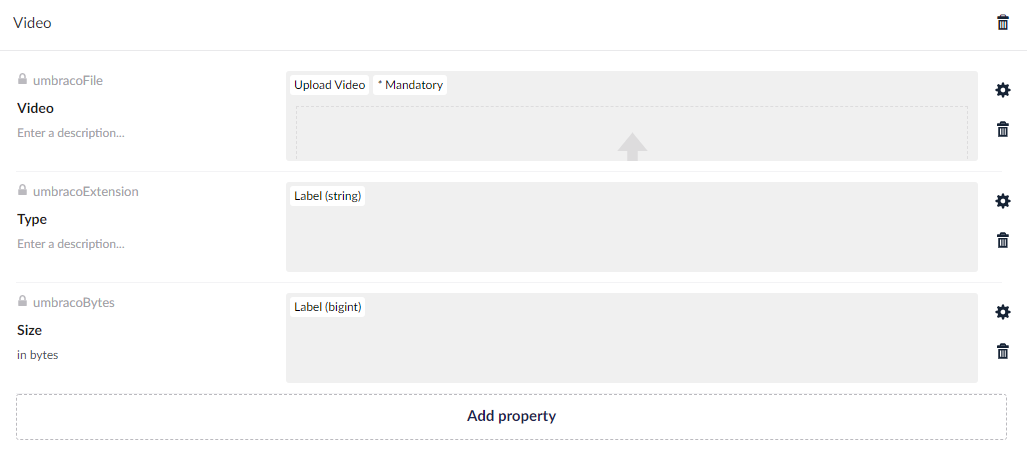 Video
umbracoFile
Video
Enter a description...
Upload Video
* Mandatory
umbracoExtension
Type
Enter a description...
Label (string)
umbracoBytes
Size
in bytes
Label (bigint)
Add property